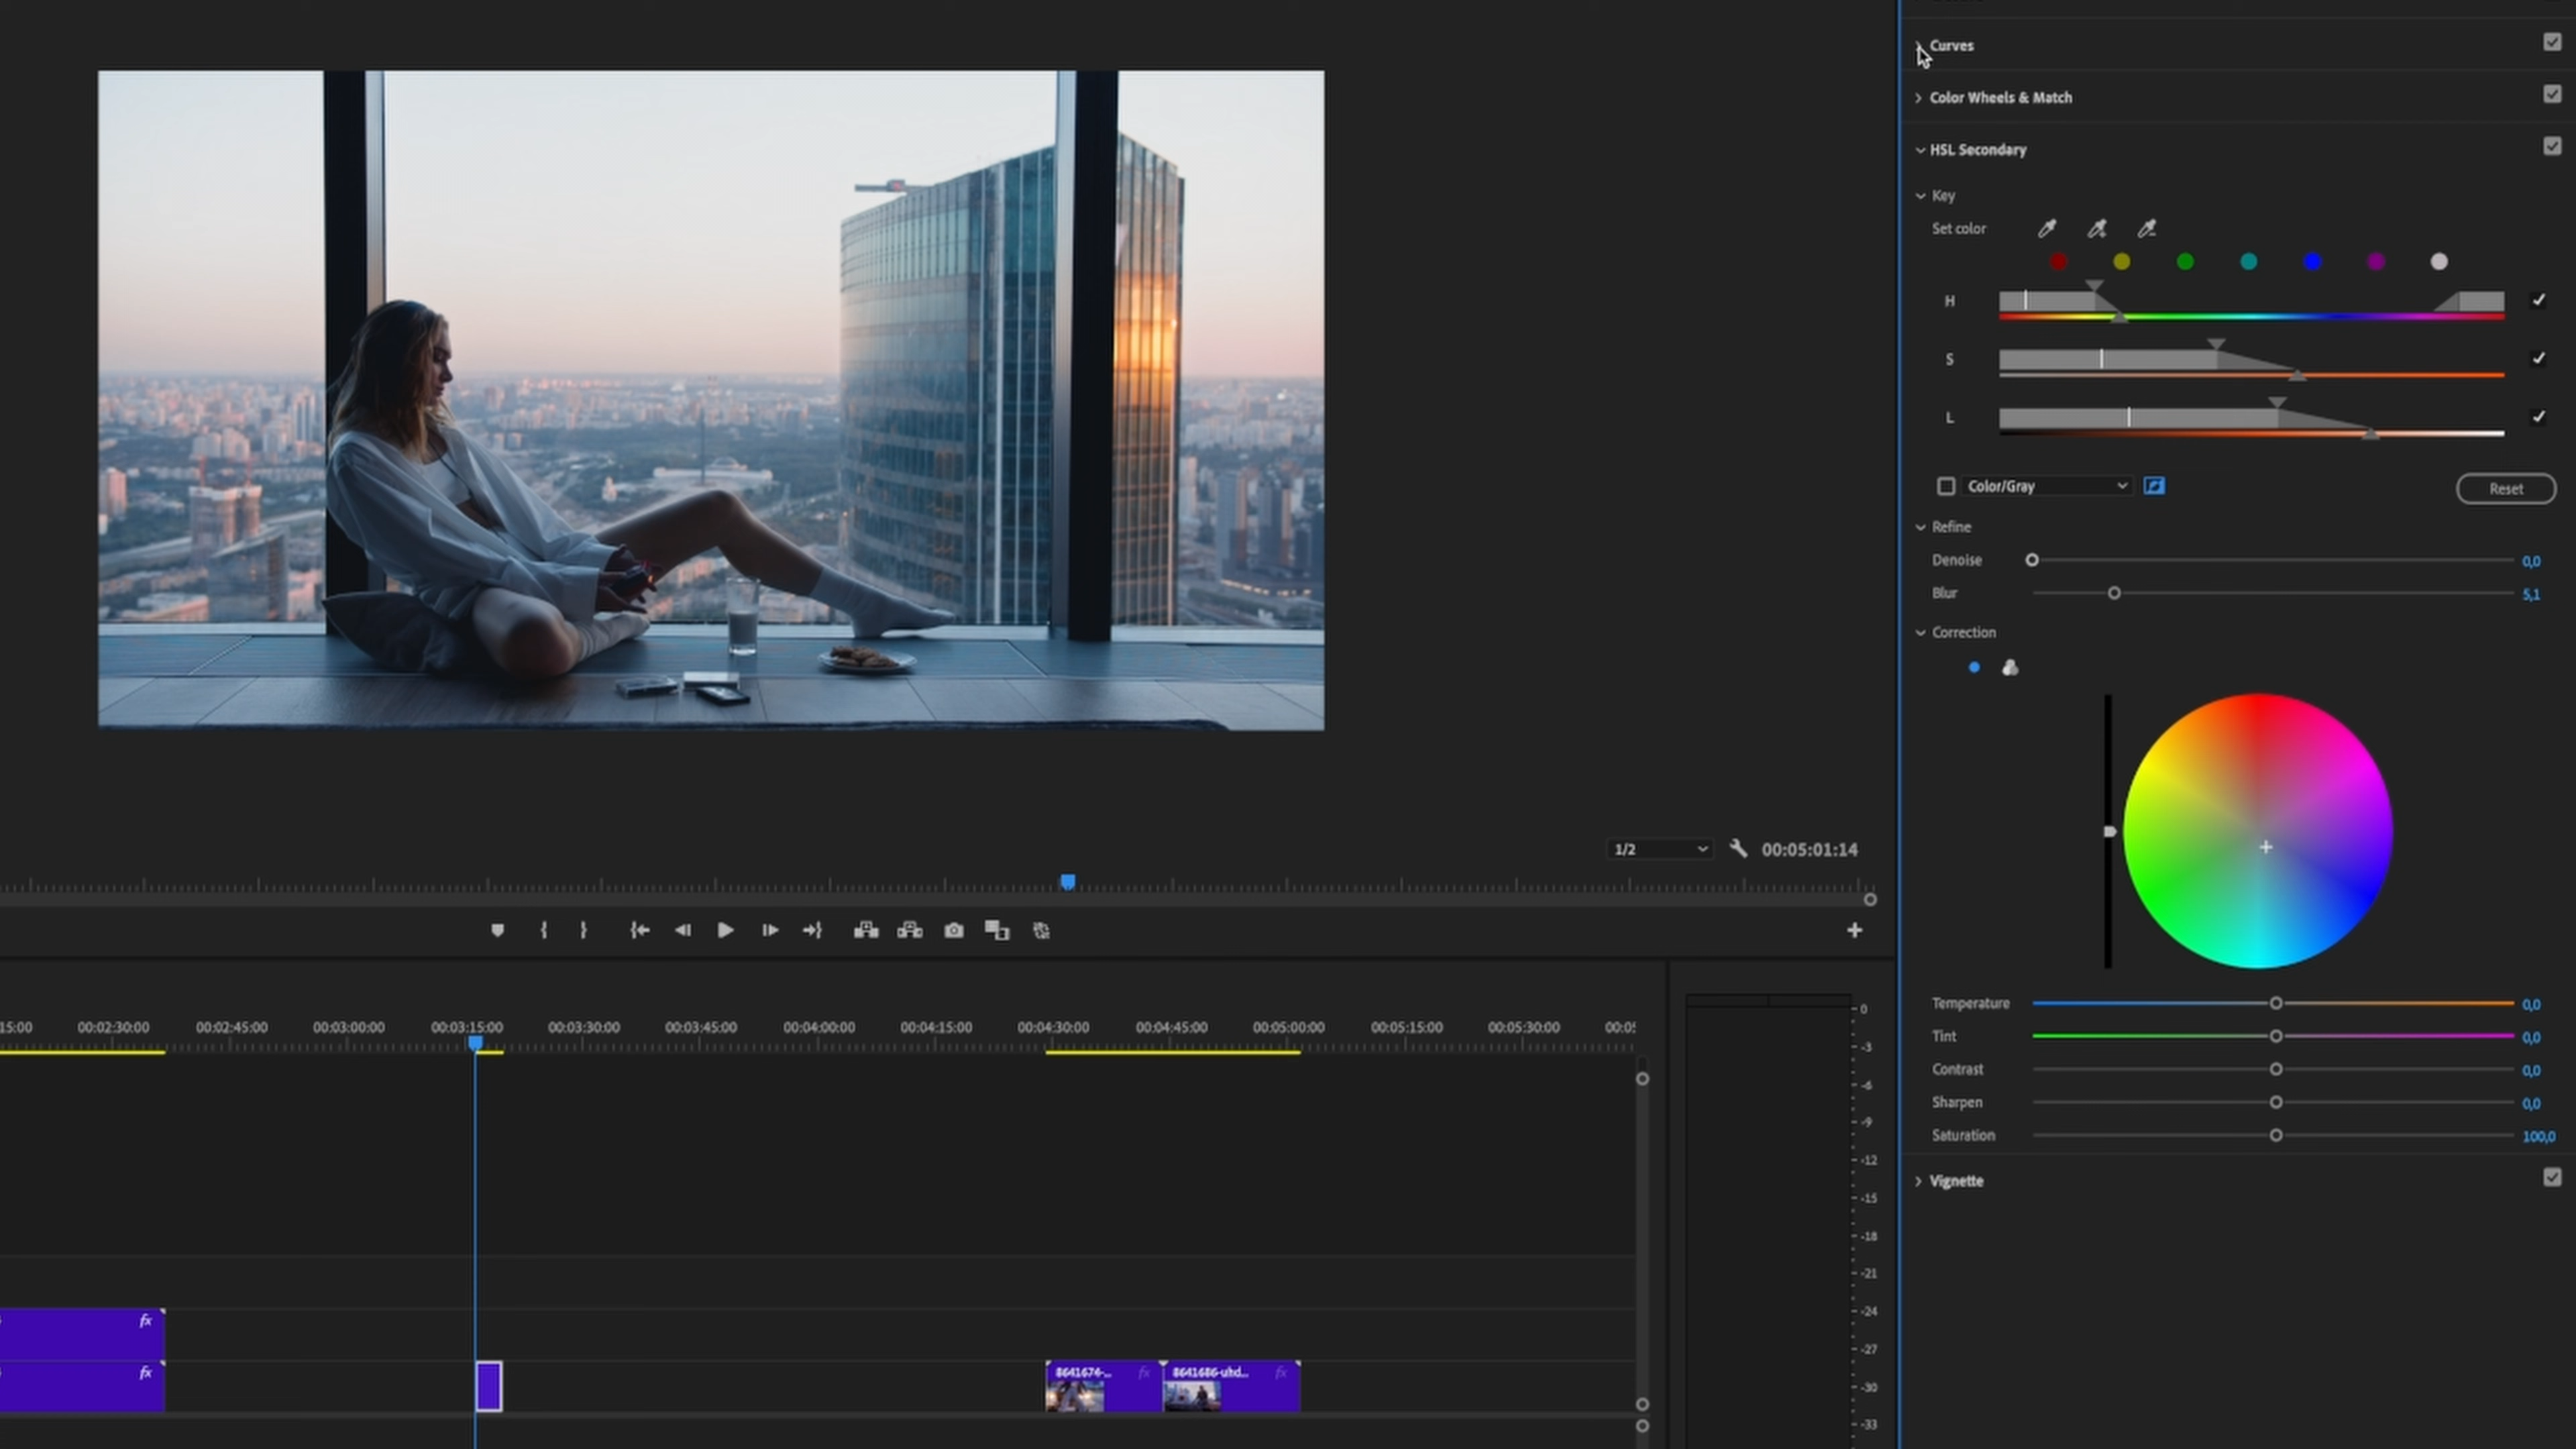 Curves
Color Wheels & Match
HSL Secondary
Key
Set color
H
S
L
Color/Gray
Reset
Refine
Denoise 0,0
Blur 5,1
Correction
1/2 00:05:01:14
Temperature 0,0
Tint 0,0
Contrast 0,0
Sharpen 0,0
Saturation 100,0
Vignette
15:00 00:02:30:00 00:02:45:00 00:03:00:00 00:03:15:00 00:03:30:00 00:03:45:00 00:04:00:00 00:04:15:00 00:04:30:00 00:04:45:00 00:05:00:00 00:05:15:00 00:05:30:00 00:05
0
-3
-6
-9
-12
-15
-18
-21
-24
-27
-30
-33
fx
fx 8641674-... fx 8641686-uhd... fx